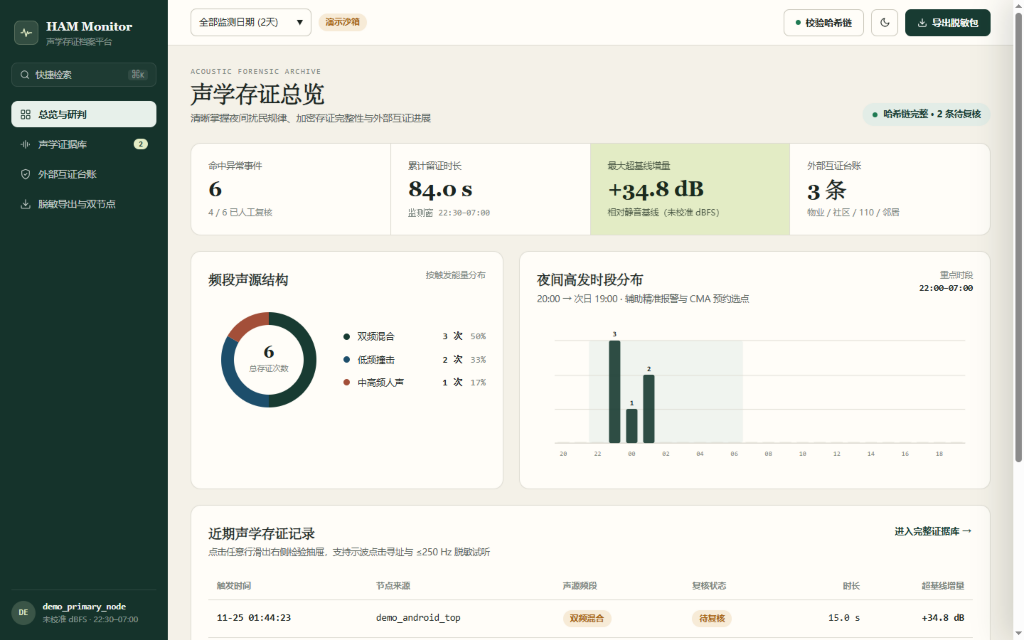 HAM Monitor
声学存证档案平台
快捷检索 ⌘K
总览与研判
声学证据库 2
外部互证台账
脱敏导出与双节点
DE
demo_primary_node
未校准 dBFS · 22:30–07:00
全部监测日期 (2天) ▼ 演示沙箱
校验哈希链
导出脱敏包
ACOUSTIC FORENSIC ARCHIVE
声学存证总览
清晰掌握夜间扰民规律、加密存证完整性与外部互证进展
哈希链完整 • 2 条待复核
命中异常事件
6
4 / 6 已人工复核
累计留证时长
84.0 s
监测窗 22:30–07:00
最大超基线增量
+34.8 dB
相对静音基线（未校准 dBFS）
外部互证台账
3 条
物业 / 社区 / 110 / 邻居
频段声源结构
按触发能量分布
6
总存证次数
双频混合 3 次 50%
低频撞击 2 次 33%
中高频人声 1 次 17%
夜间高发时段分布
20:00 → 次日 19:00 · 辅助精准报警与 CMA 预约选点
重点时段
22:00–07:00
3
1
2
20 22 00 02 04 06 08 10 12 14 16 18
近期声学存证记录
点击任意行滑出右侧检验抽屉，支持示波点击寻址与 ≤250 Hz 脱敏试听
进入完整证据库 →
触发时间 节点来源 声源频段 复核状态 时长 超基线增量
11-25 01:44:23 demo_android_top 双频混合 待复核 15.0 s +34.8 dB